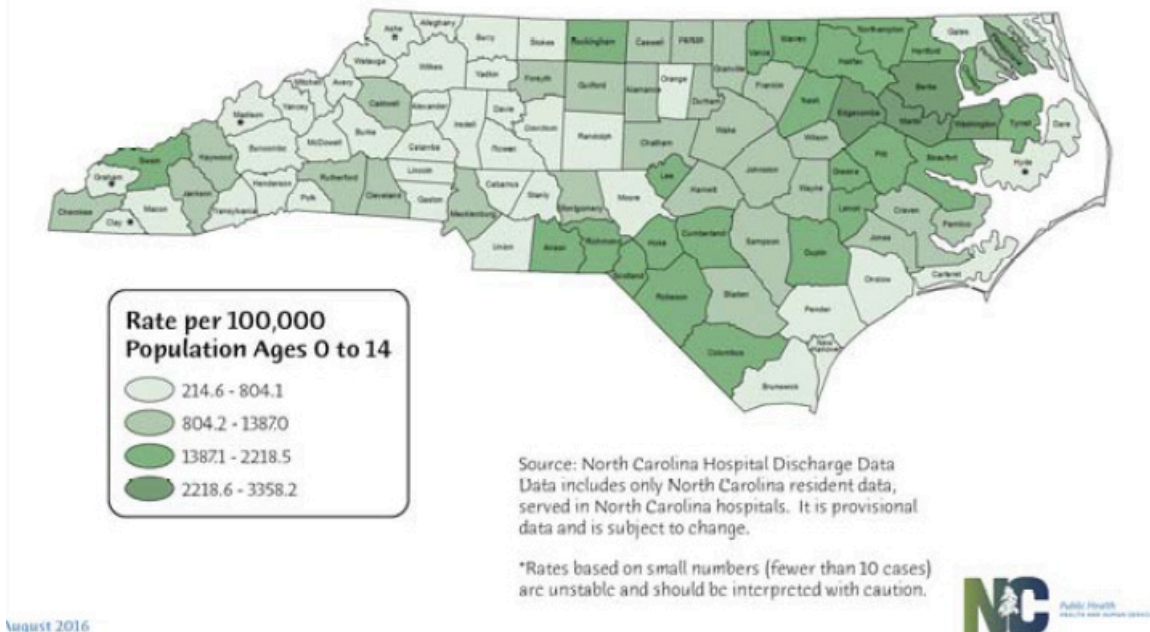 Ashe
Alleghany
Surry
Stokes
Rockingham
Caswell
Person
Vance
Warren
Northampton
Gates
Hertford
Halifax
Watauga
Wilkes
Yadkin
Forsyth
Guilford
Alamance
Orange
Durham
Granville
Franklin
Nash
Bertie
Mitchell
Avery
Caldwell
Alexander
Iredell
Davie
Davidson
Randolph
Chatham
Wake
Edgecombe
Martin
Washington
Tyrrell
Dare
Madison
Yancey
Burke
McDowell
Catawba
Rowan
Wilson
Johnston
Pitt
Beaufort
Hyde
Swain
Haywood
Buncombe
Lincoln
Lee
Harnett
Wayne
Greene
Graham
Jackson
Henderson
Rutherford
Cleveland
Gaston
Cabarrus
Stanly
Montgomery
Moore
Lenoir
Craven
Pamlico
Cherokee
Clay
Macon
Transylvania
Polk
Mecklenburg
Union
Anson
Richmond
Hoke
Cumberland
Sampson
Duplin
Jones
Onslow
Carteret
Scotland
Robeson
Bladen
Pender
Columbus
New
Hanover
Brunswick
Rate per 100,000
Population Ages 0 to 14
214.6 - 804.1
804.2 - 1387.0
1387.1 - 2218.5
2218.6 - 3358.2
Source: North Carolina Hospital Discharge Data
Data includes only North Carolina resident data,
served in North Carolina hospitals. It is provisional
data and is subject to change.
*Rates based on small numbers (fewer than 10 cases)
are unstable and should be interpreted with caution.
August 2016
NC
Public Health
HEALTH AND HUMAN SERVICES